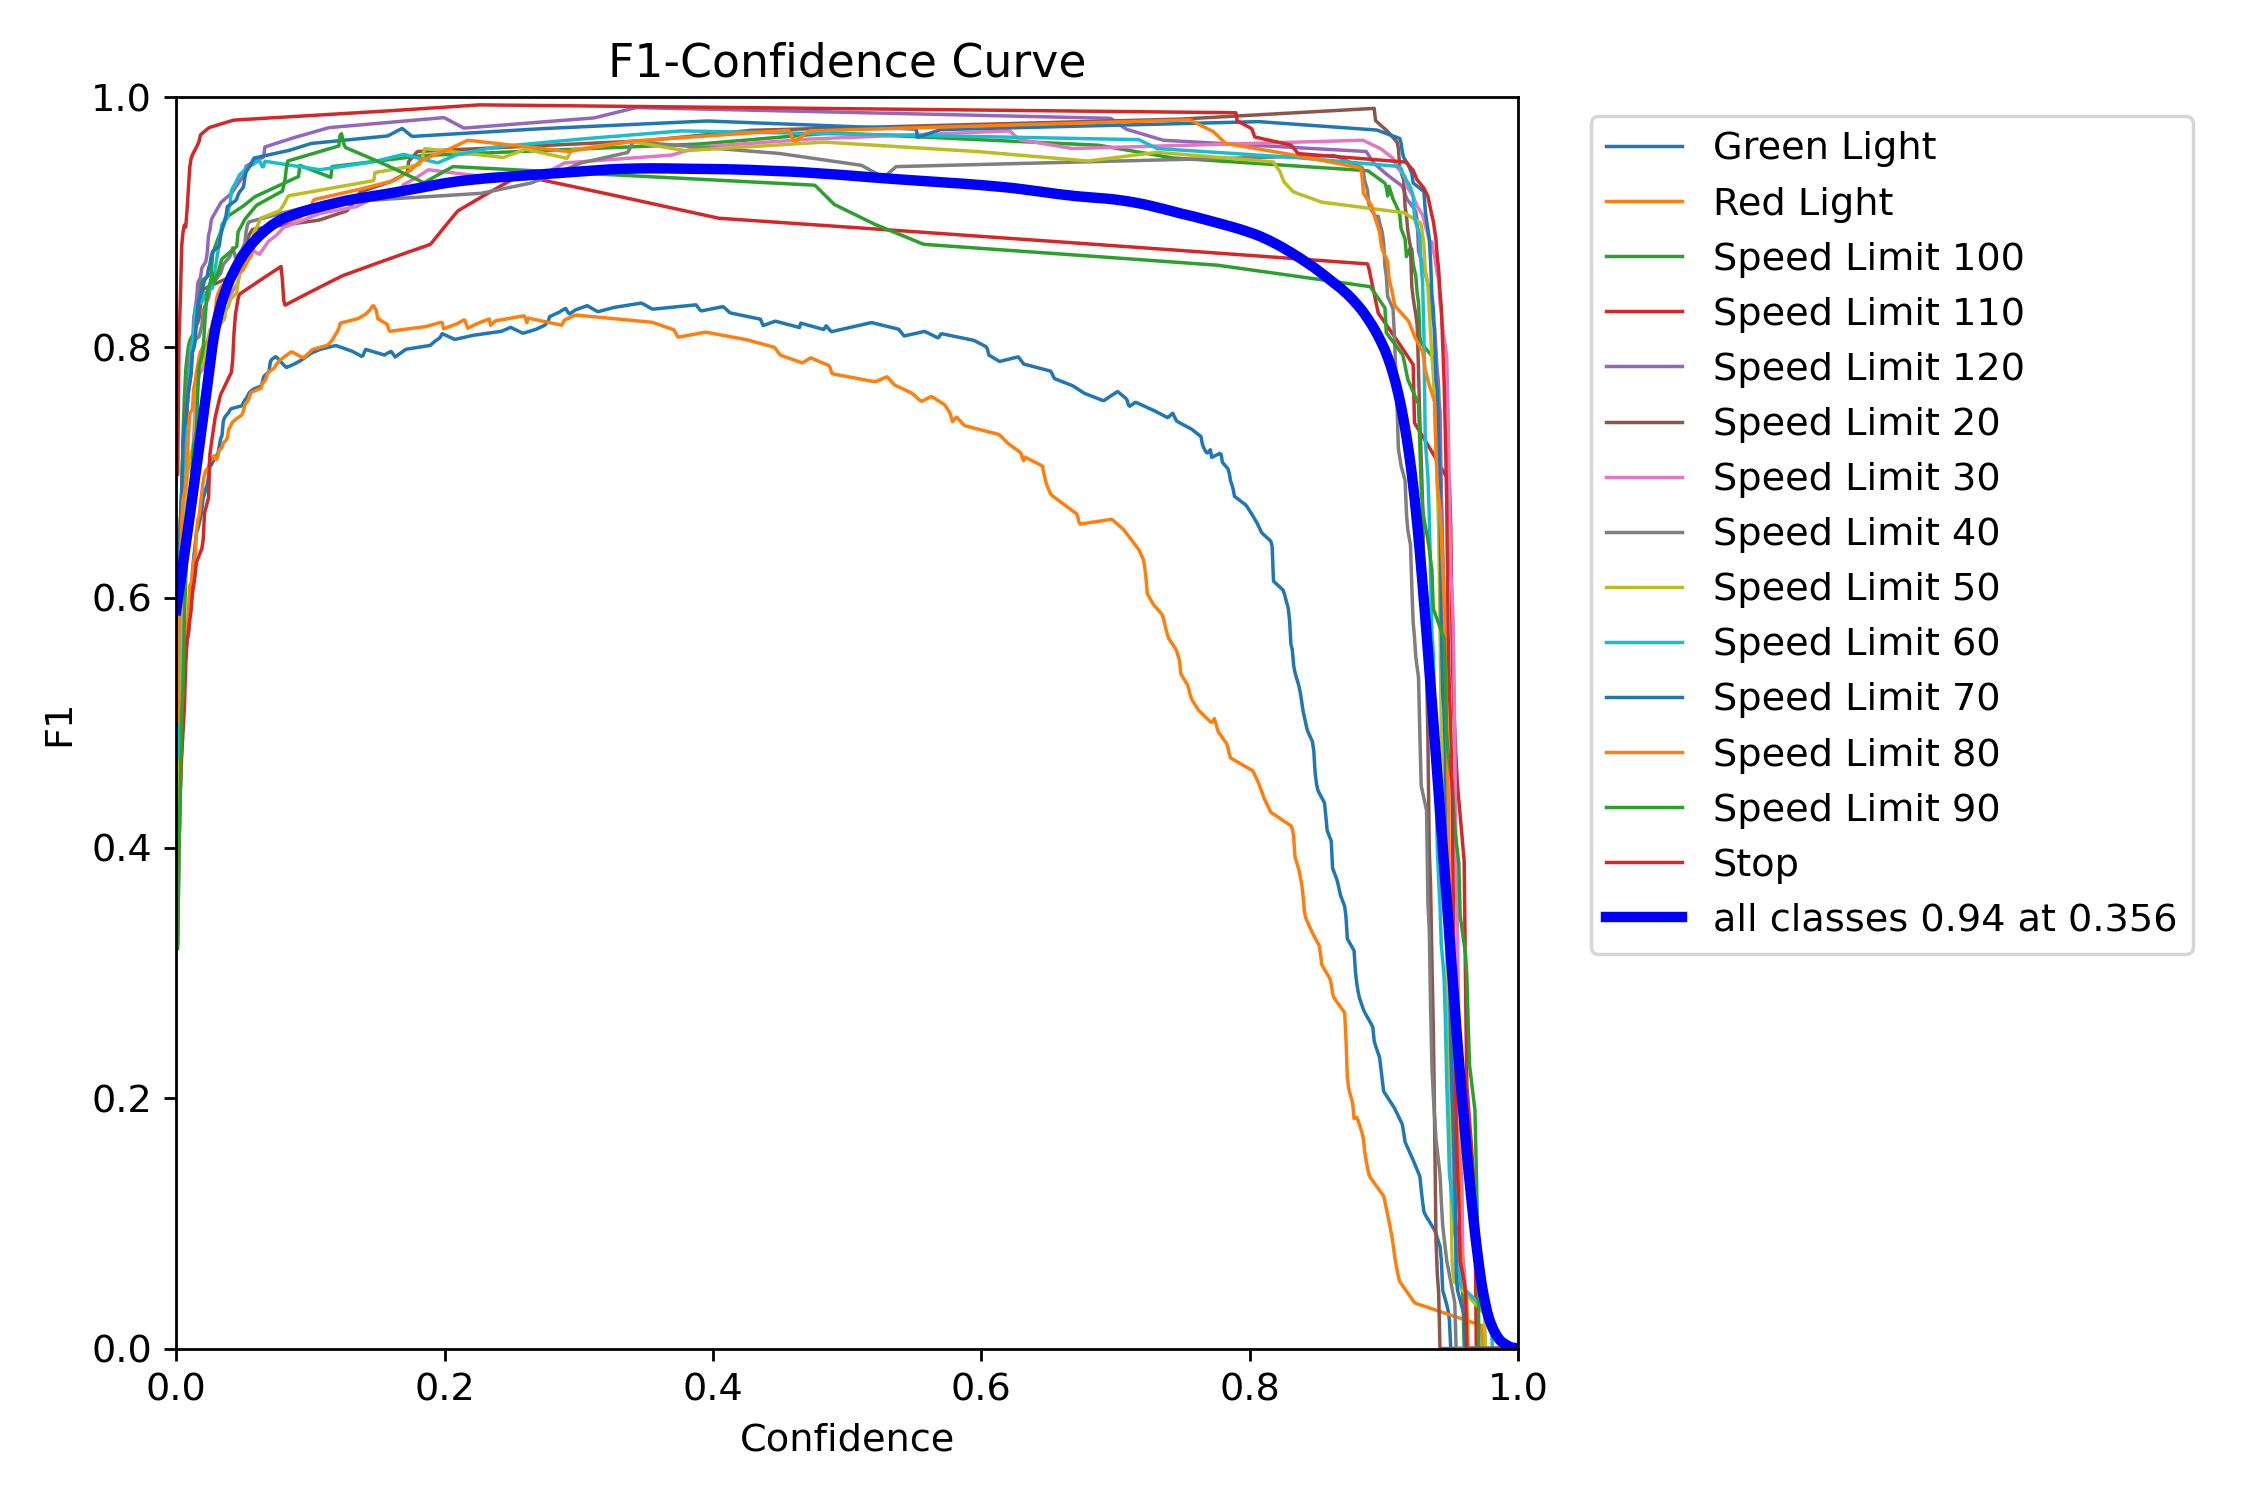 F1-Confidence Curve
1.0
0.8
0.6
0.4
0.2
0.0
F1
0.0 0.2 0.4 0.6 0.8 1.0
Confidence
Green Light
Red Light
Speed Limit 100
Speed Limit 110
Speed Limit 120
Speed Limit 20
Speed Limit 30
Speed Limit 40
Speed Limit 50
Speed Limit 60
Speed Limit 70
Speed Limit 80
Speed Limit 90
Stop
all classes 0.94 at 0.356